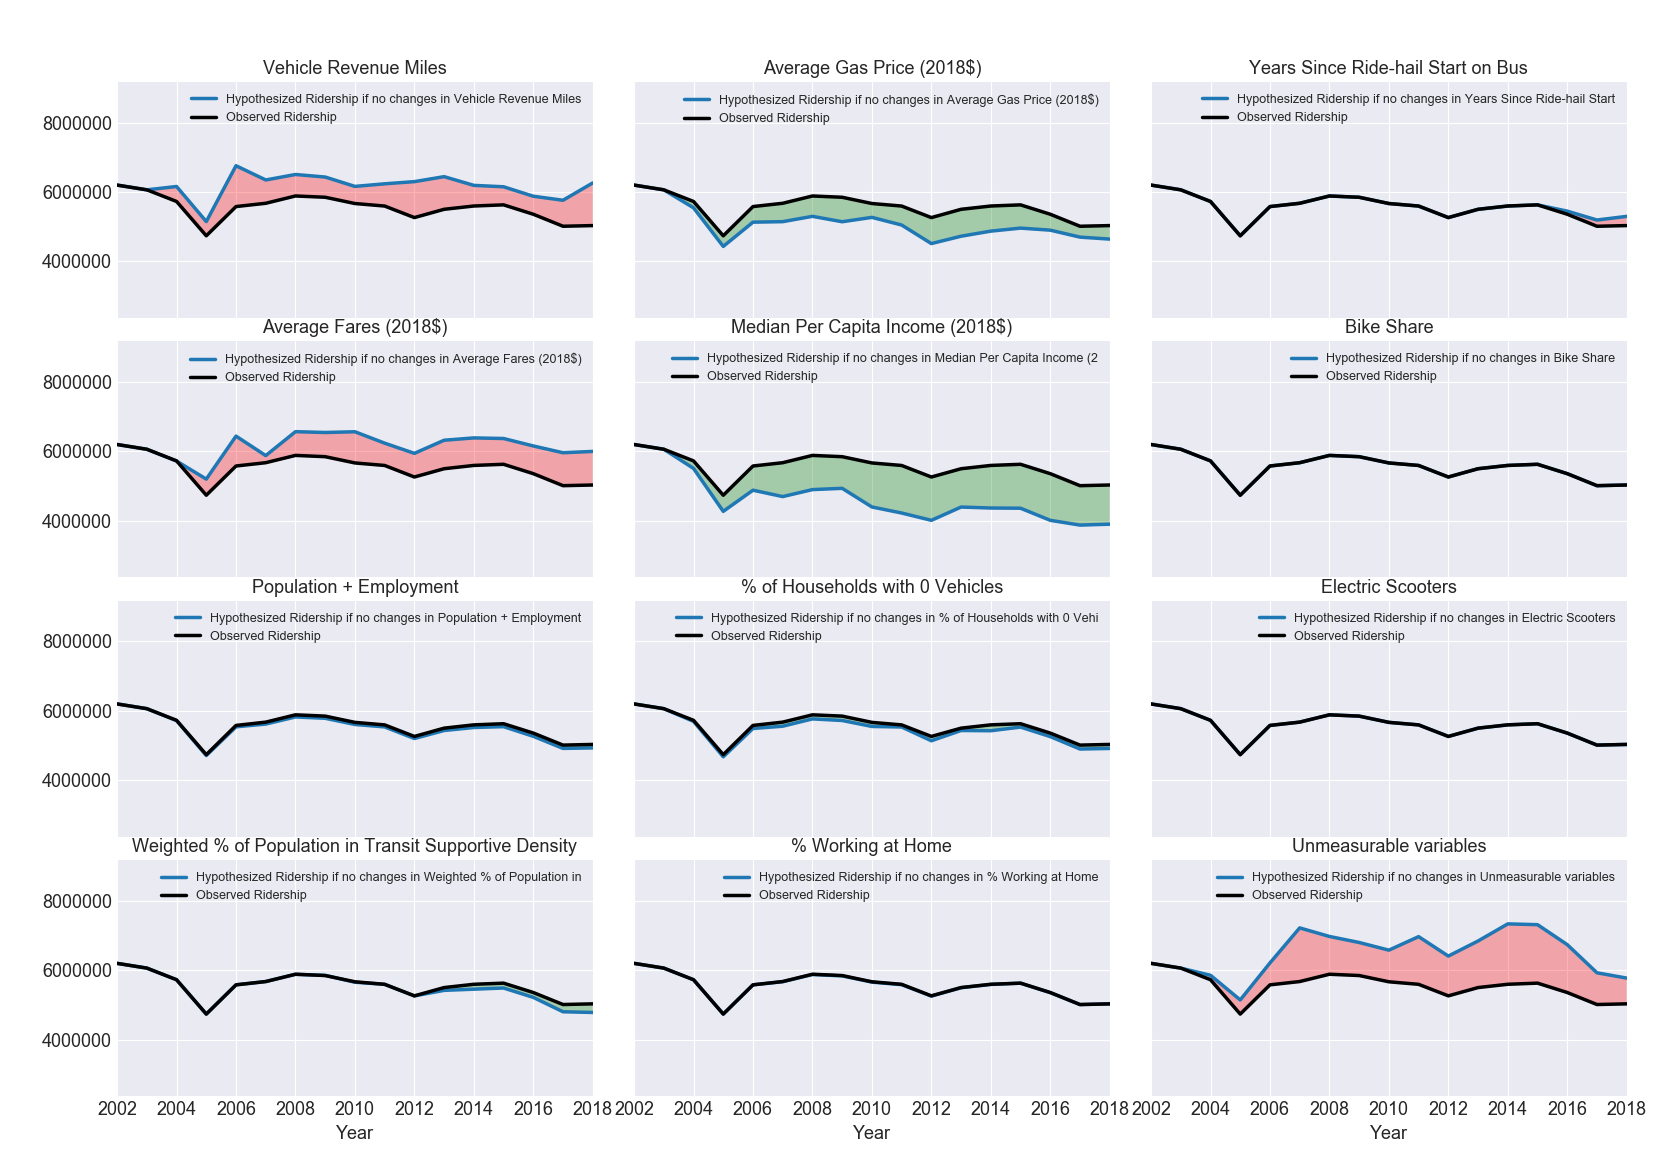 Vehicle Revenue Miles
Hypothesized Ridership if no changes in Vehicle Revenue Miles
Observed Ridership
8000000
6000000
4000000
Average Gas Price (2018$)
Hypothesized Ridership if no changes in Average Gas Price (2018$)
Observed Ridership
Years Since Ride-hail Start on Bus
Hypothesized Ridership if no changes in Years Since Ride-hail Start
Observed Ridership
Average Fares (2018$)
Hypothesized Ridership if no changes in Average Fares (2018$)
Observed Ridership
8000000
6000000
4000000
Median Per Capita Income (2018$)
Hypothesized Ridership if no changes in Median Per Capita Income (2
Observed Ridership
Bike Share
Hypothesized Ridership if no changes in Bike Share
Observed Ridership
Population + Employment
Hypothesized Ridership if no changes in Population + Employment
Observed Ridership
8000000
6000000
4000000
% of Households with 0 Vehicles
Hypothesized Ridership if no changes in % of Households with 0 Vehi
Observed Ridership
Electric Scooters
Hypothesized Ridership if no changes in Electric Scooters
Observed Ridership
Weighted % of Population in Transit Supportive Density
Hypothesized Ridership if no changes in Weighted % of Population in
Observed Ridership
8000000
6000000
4000000
2002 2004 2006 2008 2010 2012 2014 2016 2018
Year
% Working at Home
Hypothesized Ridership if no changes in % Working at Home
Observed Ridership
2002 2004 2006 2008 2010 2012 2014 2016 2018
Year
Unmeasurable variables
Hypothesized Ridership if no changes in Unmeasurable variables
Observed Ridership
2002 2004 2006 2008 2010 2012 2014 2016 2018
Year